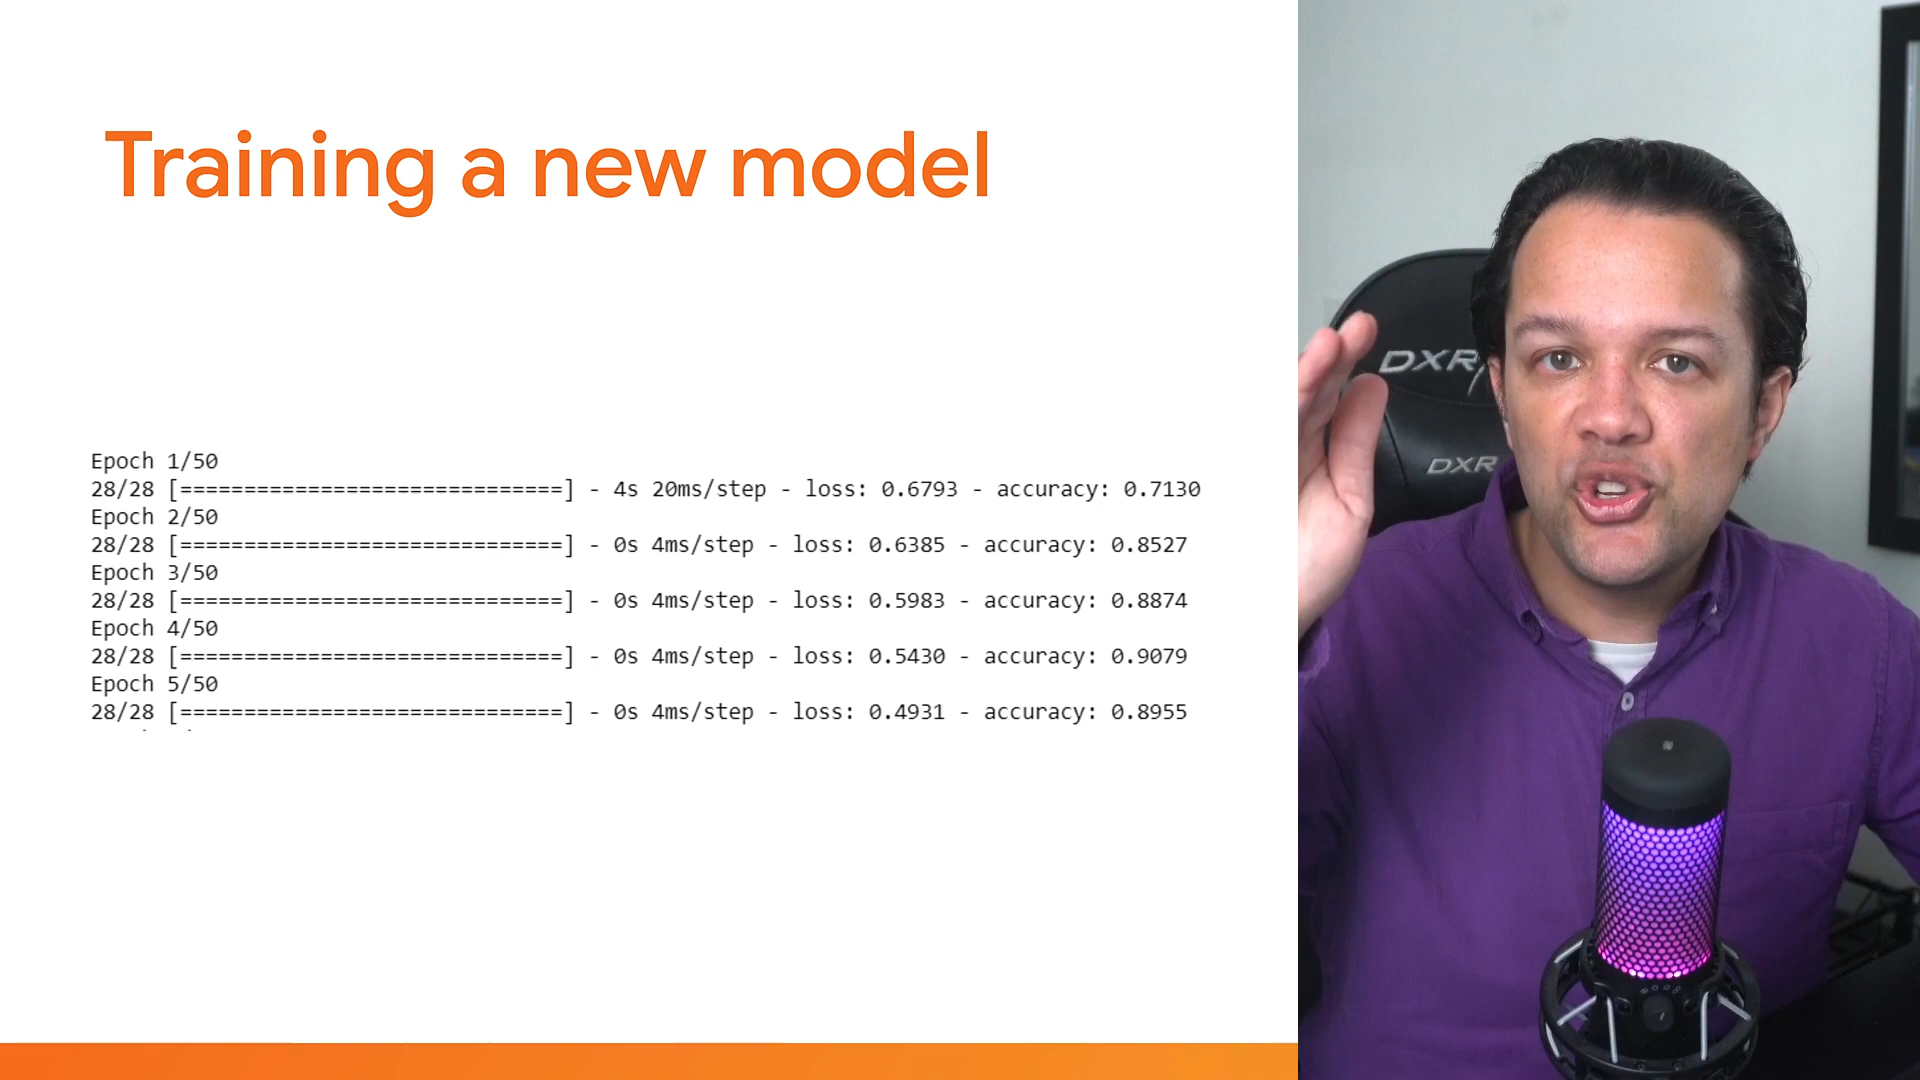 Training a new model
Epoch 1/50
28/28 [==============================] - 4s 20ms/step - loss: 0.6793 - accuracy: 0.7130
Epoch 2/50
28/28 [==============================] - 0s 4ms/step - loss: 0.6385 - accuracy: 0.8527
Epoch 3/50
28/28 [==============================] - 0s 4ms/step - loss: 0.5983 - accuracy: 0.8874
Epoch 4/50
28/28 [==============================] - 0s 4ms/step - loss: 0.5430 - accuracy: 0.9079
Epoch 5/50
28/28 [==============================] - 0s 4ms/step - loss: 0.4931 - accuracy: 0.8955
DXR
DXR